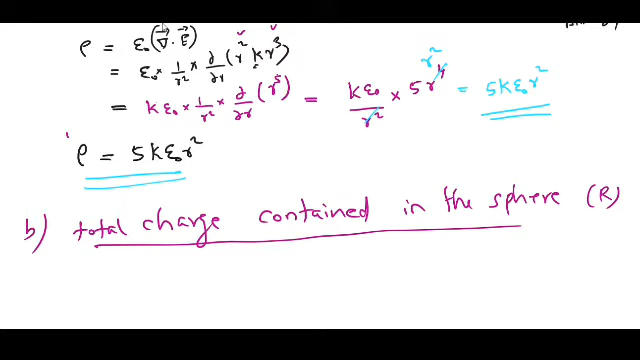 ρ = ε₀(∇⃗ · E⃗)
= ε₀ × 1/r² × ∂/∂r (r² k r³)
= kε₀ × 1/r² × ∂/∂r (r⁵) = kε₀/r² × 5r⁴ r² = 5kε₀r²
ρ = 5kε₀r²
b) total charge contained in the sphere (R)